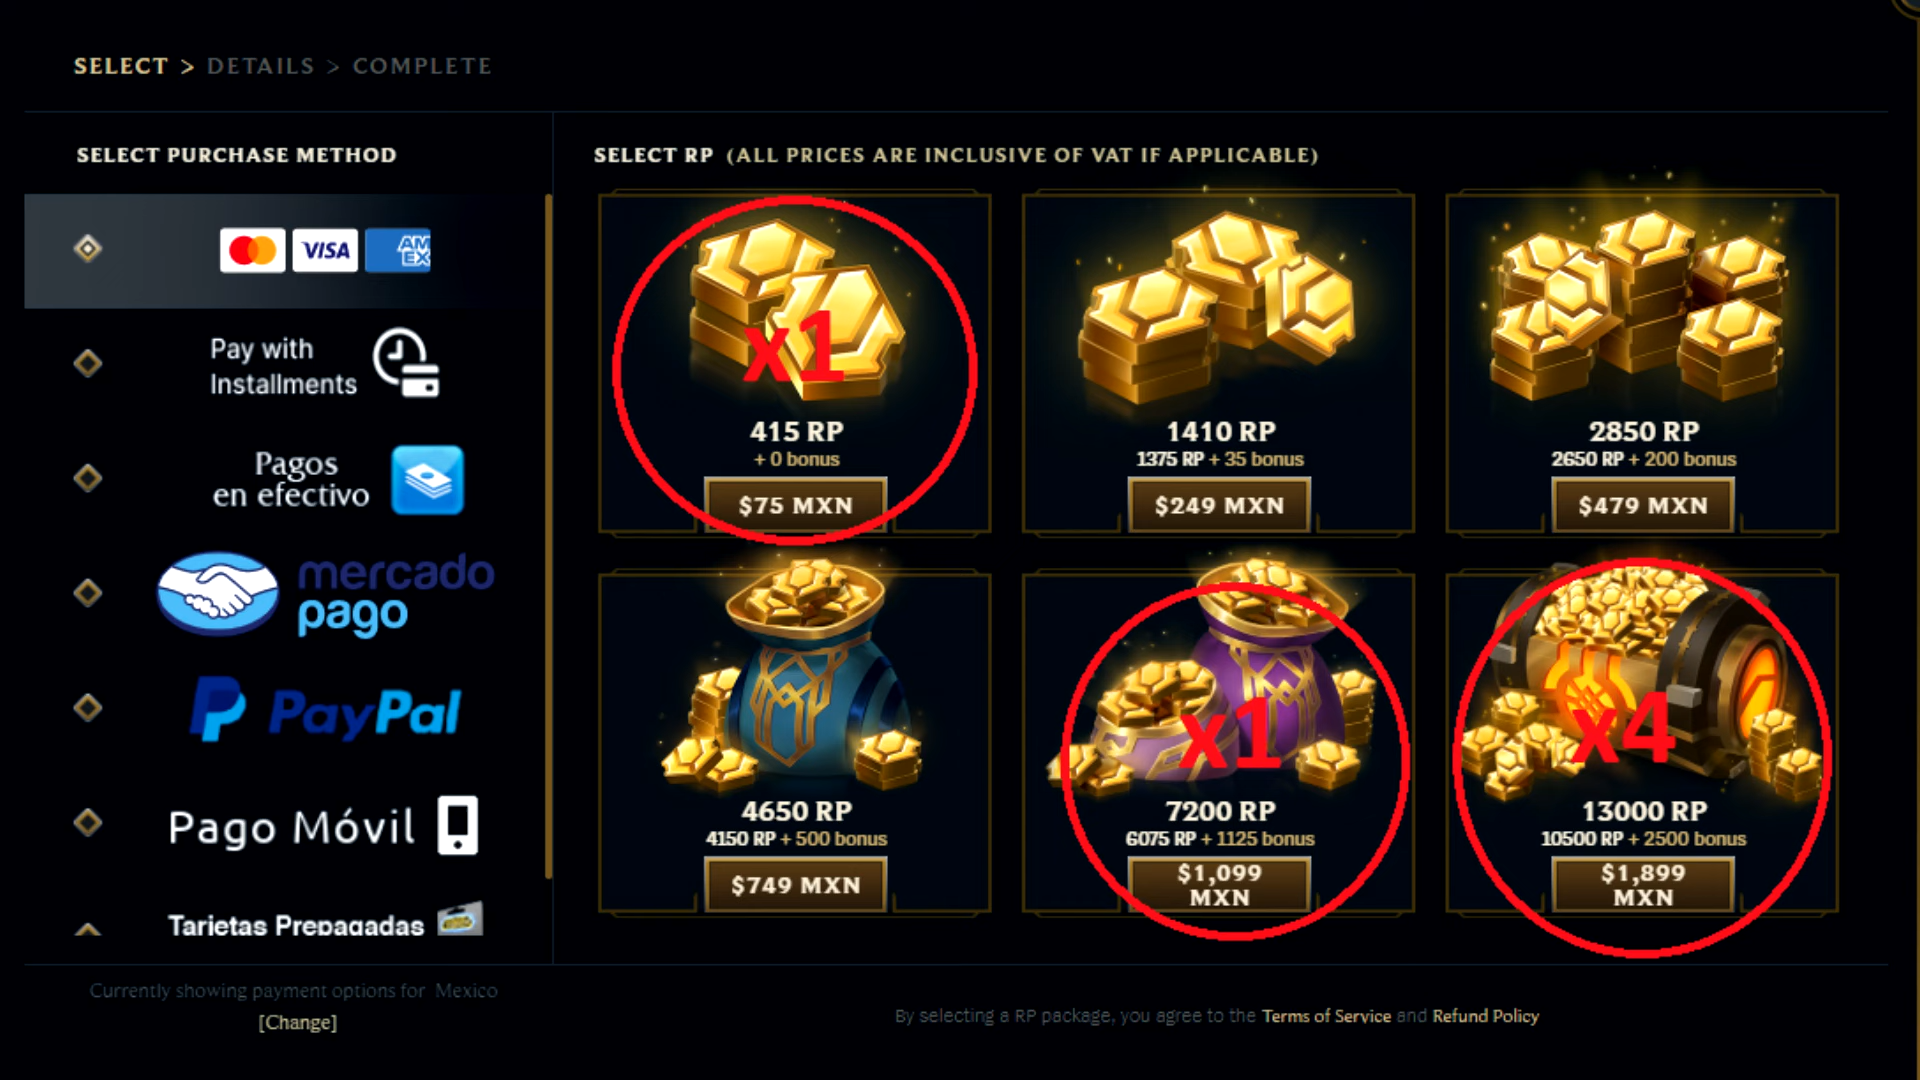 SELECT > DETAILS > COMPLETE
SELECT PURCHASE METHOD
VISA
AM
EX
Pay with
Installments
Pagos
en efectivo
mercado
pago
PayPal
Pago Móvil
Tarjetas Prepagadas
Currently showing payment options for Mexico
[Change]
SELECT RP (ALL PRICES ARE INCLUSIVE OF VAT IF APPLICABLE)
x1
415 RP
+ 0 bonus
$75 MXN
1410 RP
1375 RP + 35 bonus
$249 MXN
2850 RP
2650 RP + 200 bonus
$479 MXN
4650 RP
4150 RP + 500 bonus
$749 MXN
x1
7200 RP
6075 RP + 1125 bonus
$1,099
MXN
x4
13000 RP
10500 RP + 2500 bonus
$1,899
MXN
By selecting a RP package, you agree to the Terms of Service and Refund Policy